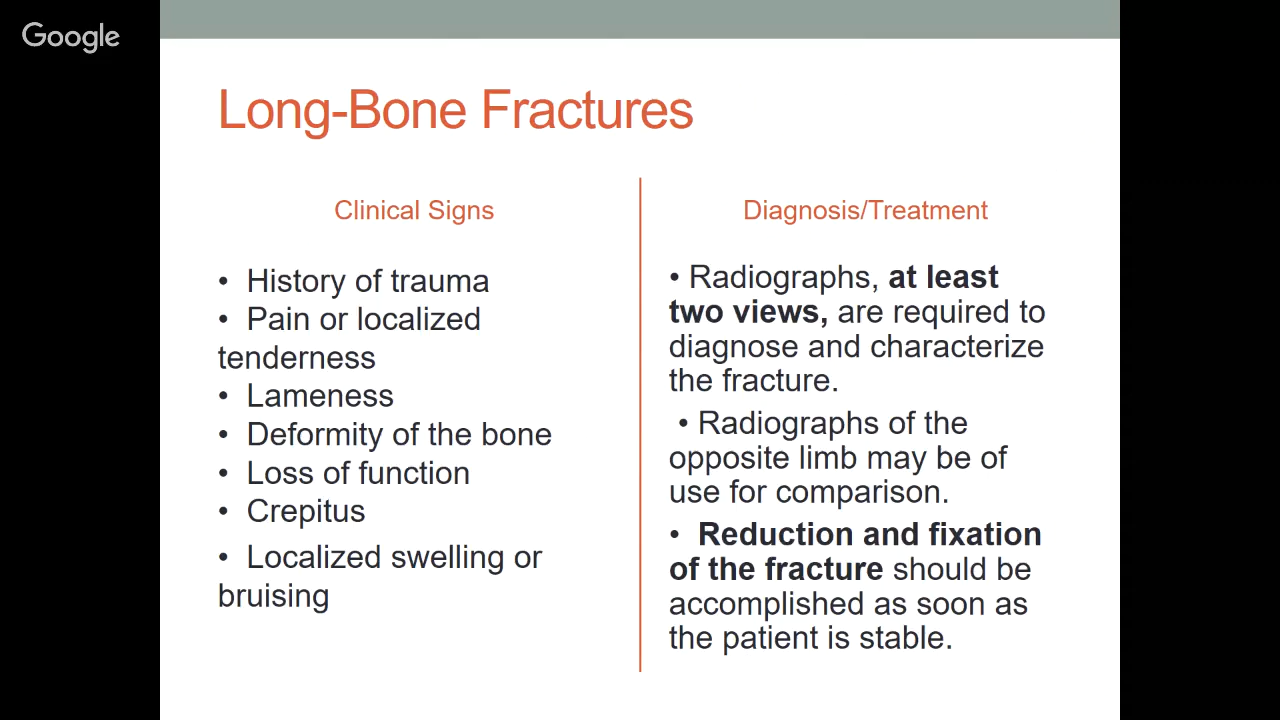 Google
Long-Bone Fractures
Clinical Signs
• History of trauma
• Pain or localized
tenderness
• Lameness
• Deformity of the bone
• Loss of function
• Crepitus
• Localized swelling or
bruising
Diagnosis/Treatment
• Radiographs, at least
two views, are required to
diagnose and characterize
the fracture.
• Radiographs of the
opposite limb may be of
use for comparison.
• Reduction and fixation
of the fracture should be
accomplished as soon as
the patient is stable.